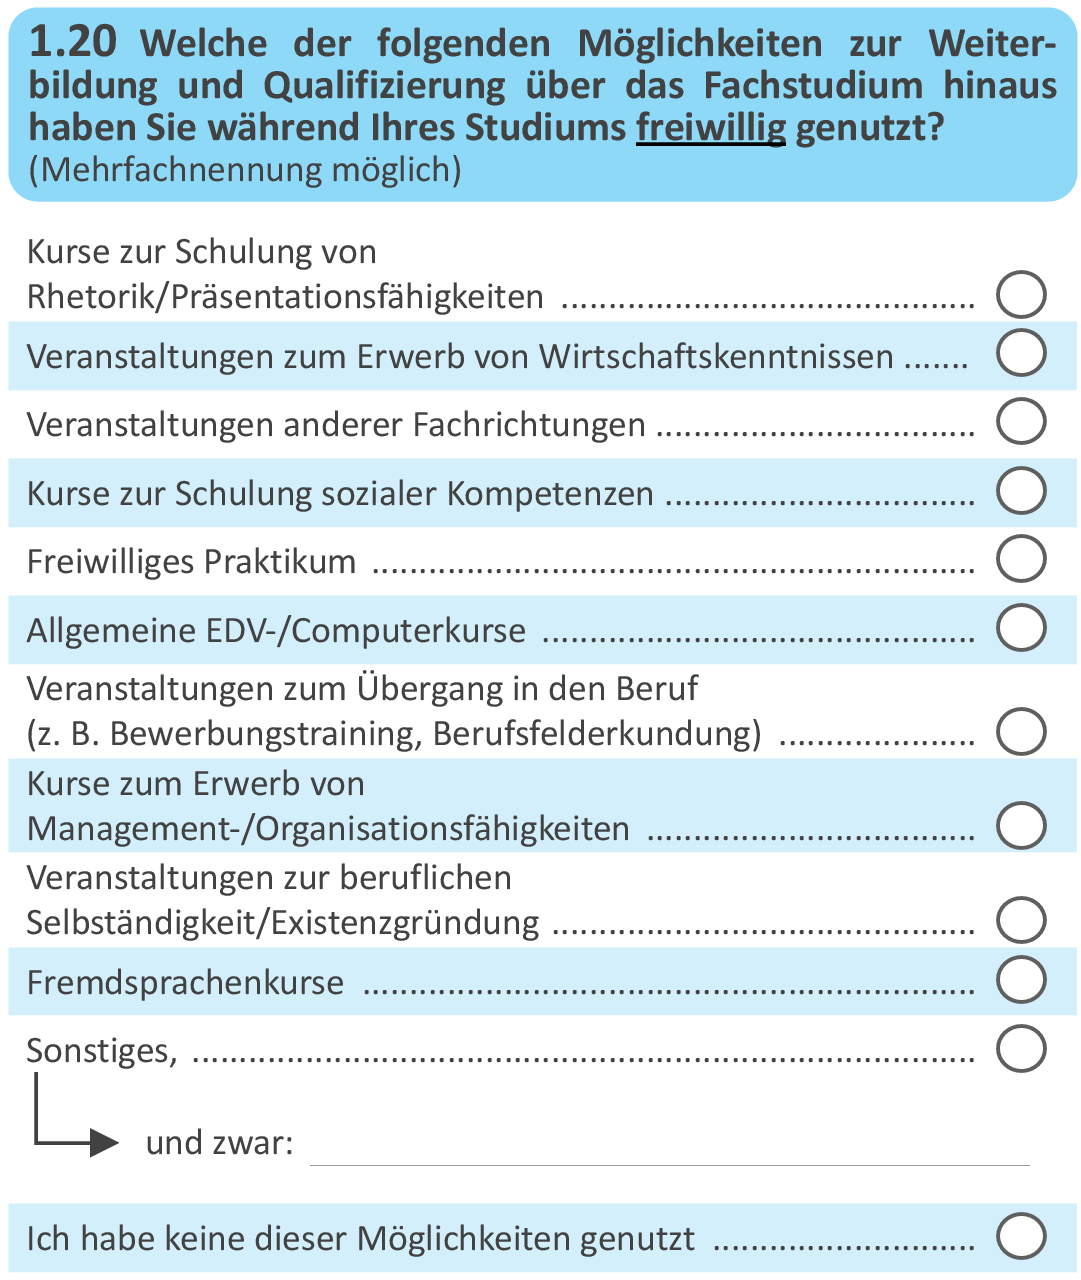 1.20 Welche der folgenden Möglichkeiten zur Weiter-
bildung und Qualifizierung über das Fachstudium hinaus
haben Sie während Ihres Studiums freiwillig genutzt?
(Mehrfachnennung möglich)
Kurse zur Schulung von
Rhetorik/Präsentationsfähigkeiten ............................................
Veranstaltungen zum Erwerb von Wirtschaftskenntnissen .......
Veranstaltungen anderer Fachrichtungen ..................................
Kurse zur Schulung sozialer Kompetenzen .................................
Freiwilliges Praktikum ................................................................
Allgemeine EDV-/Computerkurse ..............................................
Veranstaltungen zum Übergang in den Beruf
(z. B. Bewerbungstraining, Berufsfelderkundung) .....................
Kurse zum Erwerb von
Management-/Organisationsfähigkeiten ...................................
Veranstaltungen zur beruflichen
Selbständigkeit/Existenzgründung .............................................
Fremdsprachenkurse .................................................................
Sonstiges, ...................................................................................
und zwar:
Ich habe keine dieser Möglichkeiten genutzt ............................